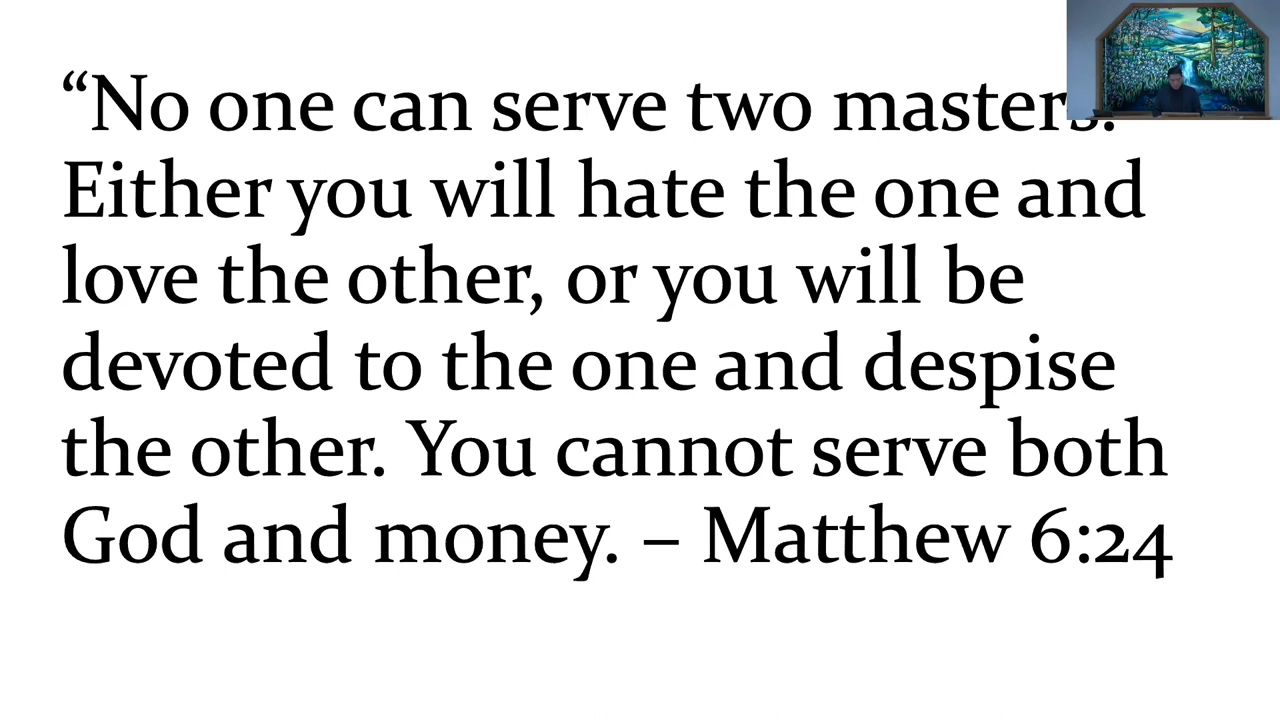 “No one can serve two masters.
Either you will hate the one and
love the other, or you will be
devoted to the one and despise
the other. You cannot serve both
God and money. – Matthew 6:24